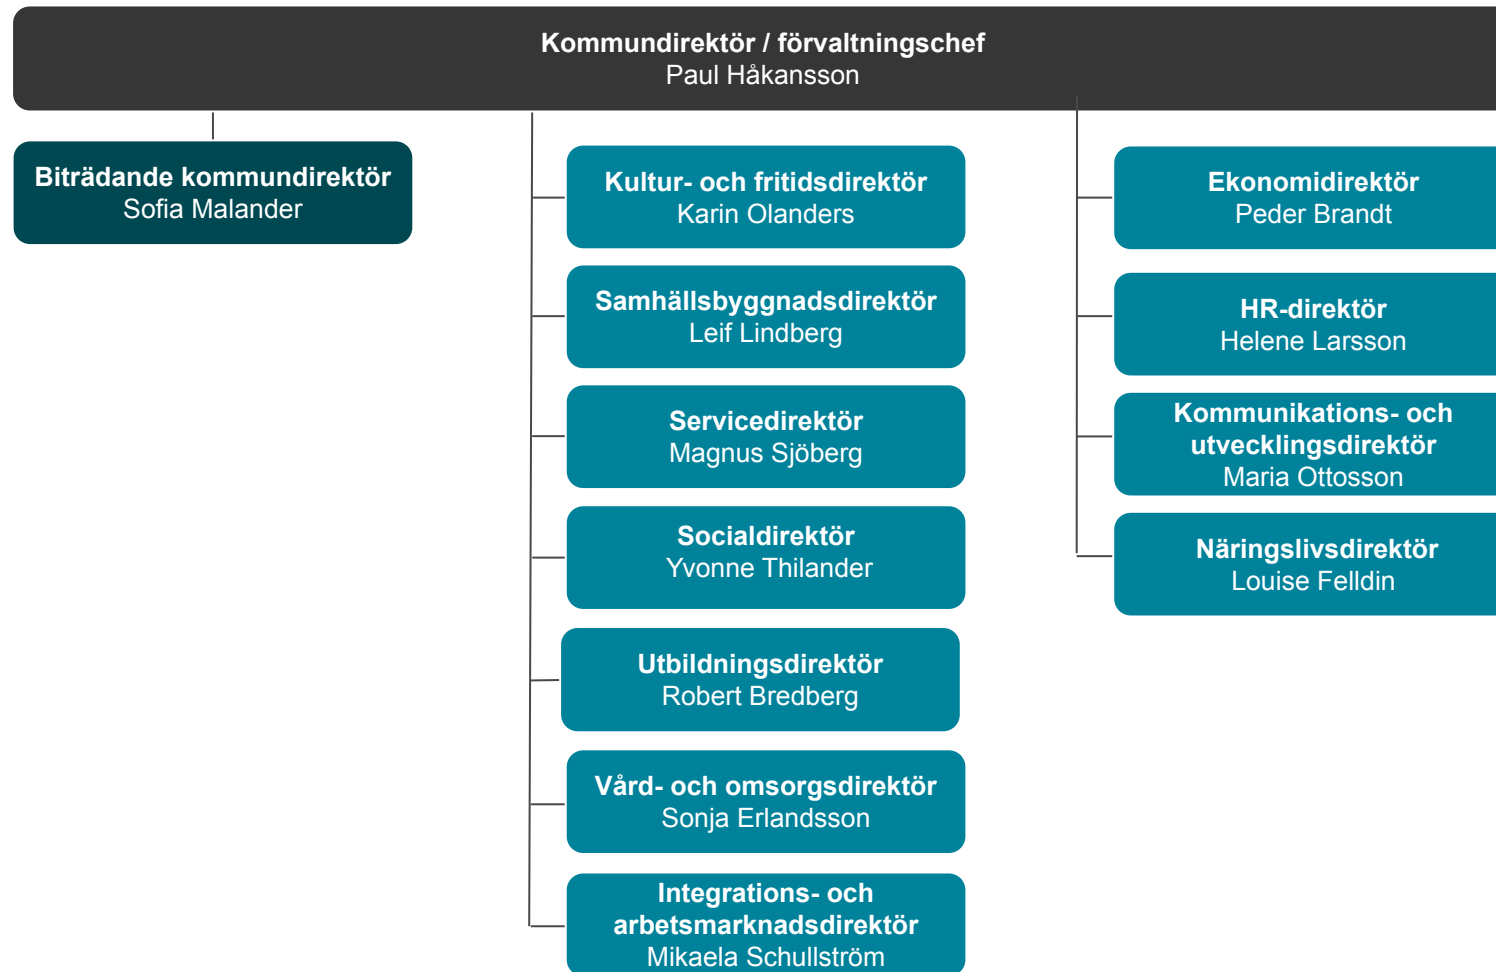 Kommundirektör / förvaltningschef
Paul Håkansson
Biträdande kommundirektör
Sofia Malander
Kultur- och fritidsdirektör
Karin Olanders
Samhällsbyggnadsdirektör
Leif Lindberg
Servicedirektör
Magnus Sjöberg
Socialdirektör
Yvonne Thilander
Utbildningsdirektör
Robert Bredberg
Vård- och omsorgsdirektör
Sonja Erlandsson
Integrations- och
arbetsmarknadsdirektör
Mikaela Schullström
Ekonomidirektör
Peder Brandt
HR-direktör
Helene Larsson
Kommunikations- och
utvecklingsdirektör
Maria Ottosson
Näringslivsdirektör
Louise Felldin